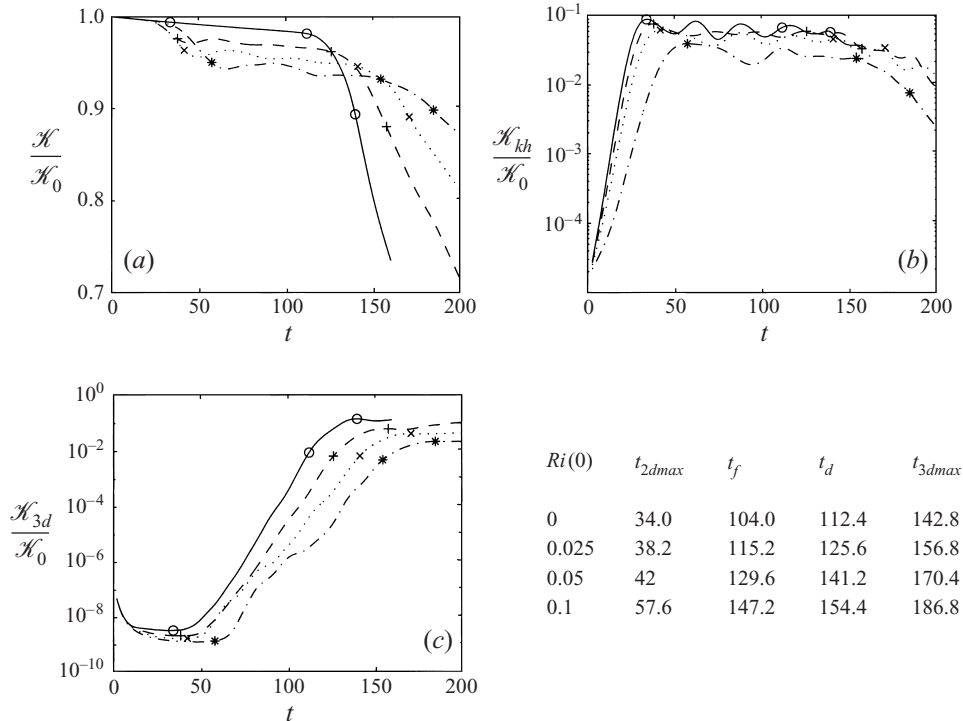 1.0
0.9
𝒦
𝒦0
0.8
(a)
0.7
0 50 100 150 200
t
10–1
10–1
10–2
𝒦kh
𝒦0
10–3
10–4
(b)
0 50 100 150 200
t
100
10–2
10–4
𝒦3d
𝒦0
10–6
10–8
(c)
10–10
0 50 100 150 200
t
Ri(0) t2dmax tf td t3dmax
0 34.0 104.0 112.4 142.8
0.025 38.2 115.2 125.6 156.8
0.05 42 129.6 141.2 170.4
0.1 57.6 147.2 154.4 186.8